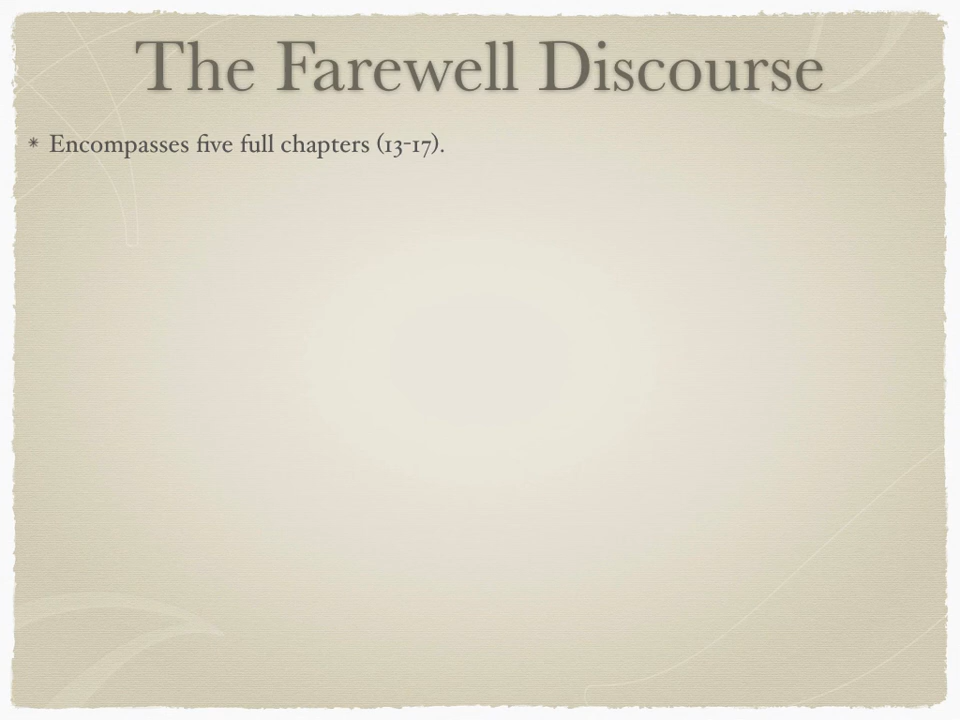 The Farewell Discourse
* Encompasses five full chapters (13-17).